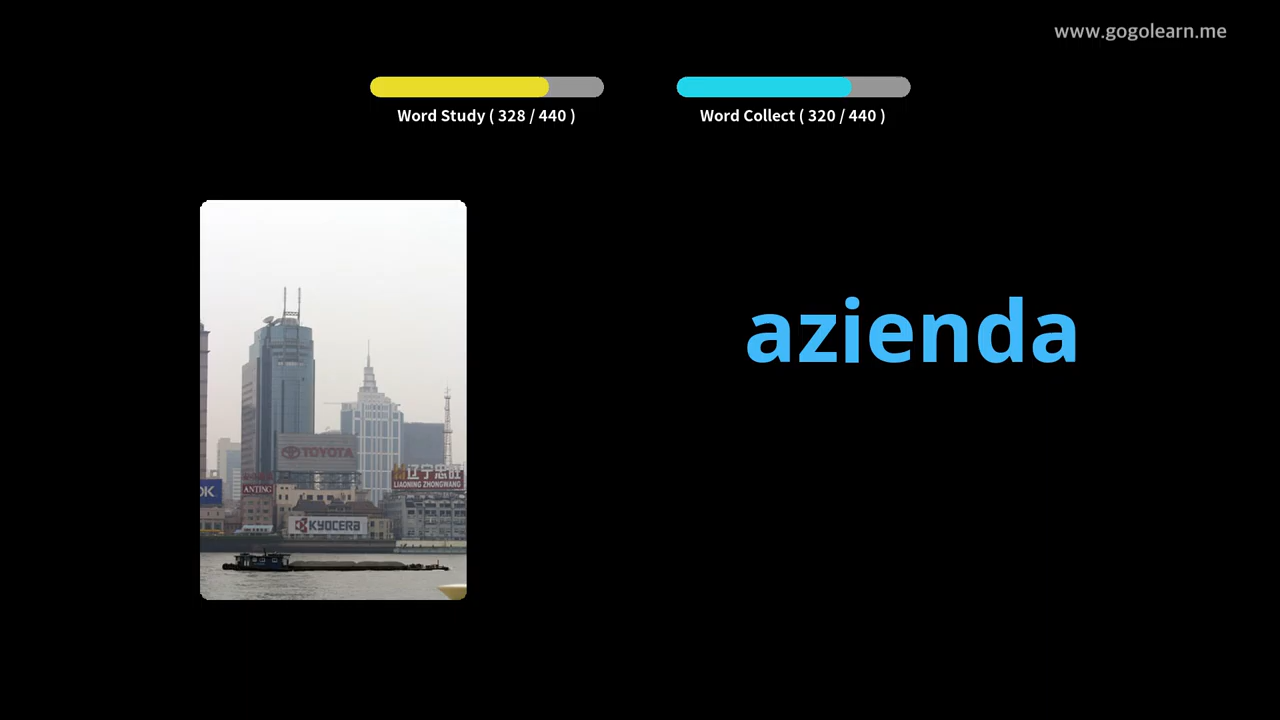 www.gogolearn.me
Word Study ( 328 / 440 )
Word Collect ( 320 / 440 )
azienda
TOYOTA
辽宁忠旺
LIAONING ZHONGWANG
OK
ANTING
KYOCERA